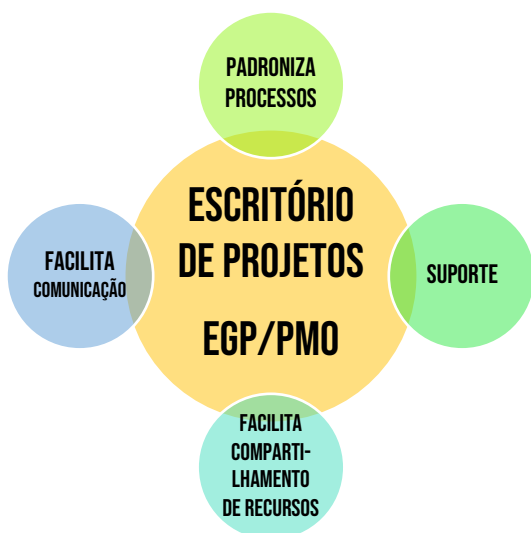 PADRONIZA
PROCESSOS
ESCRITÓRIO
DE PROJETOS
EGP/PMO
FACILITA
COMUNICAÇÃO
SUPORTE
FACILITA
COMPARTI-
LHAMENTO
DE RECURSOS